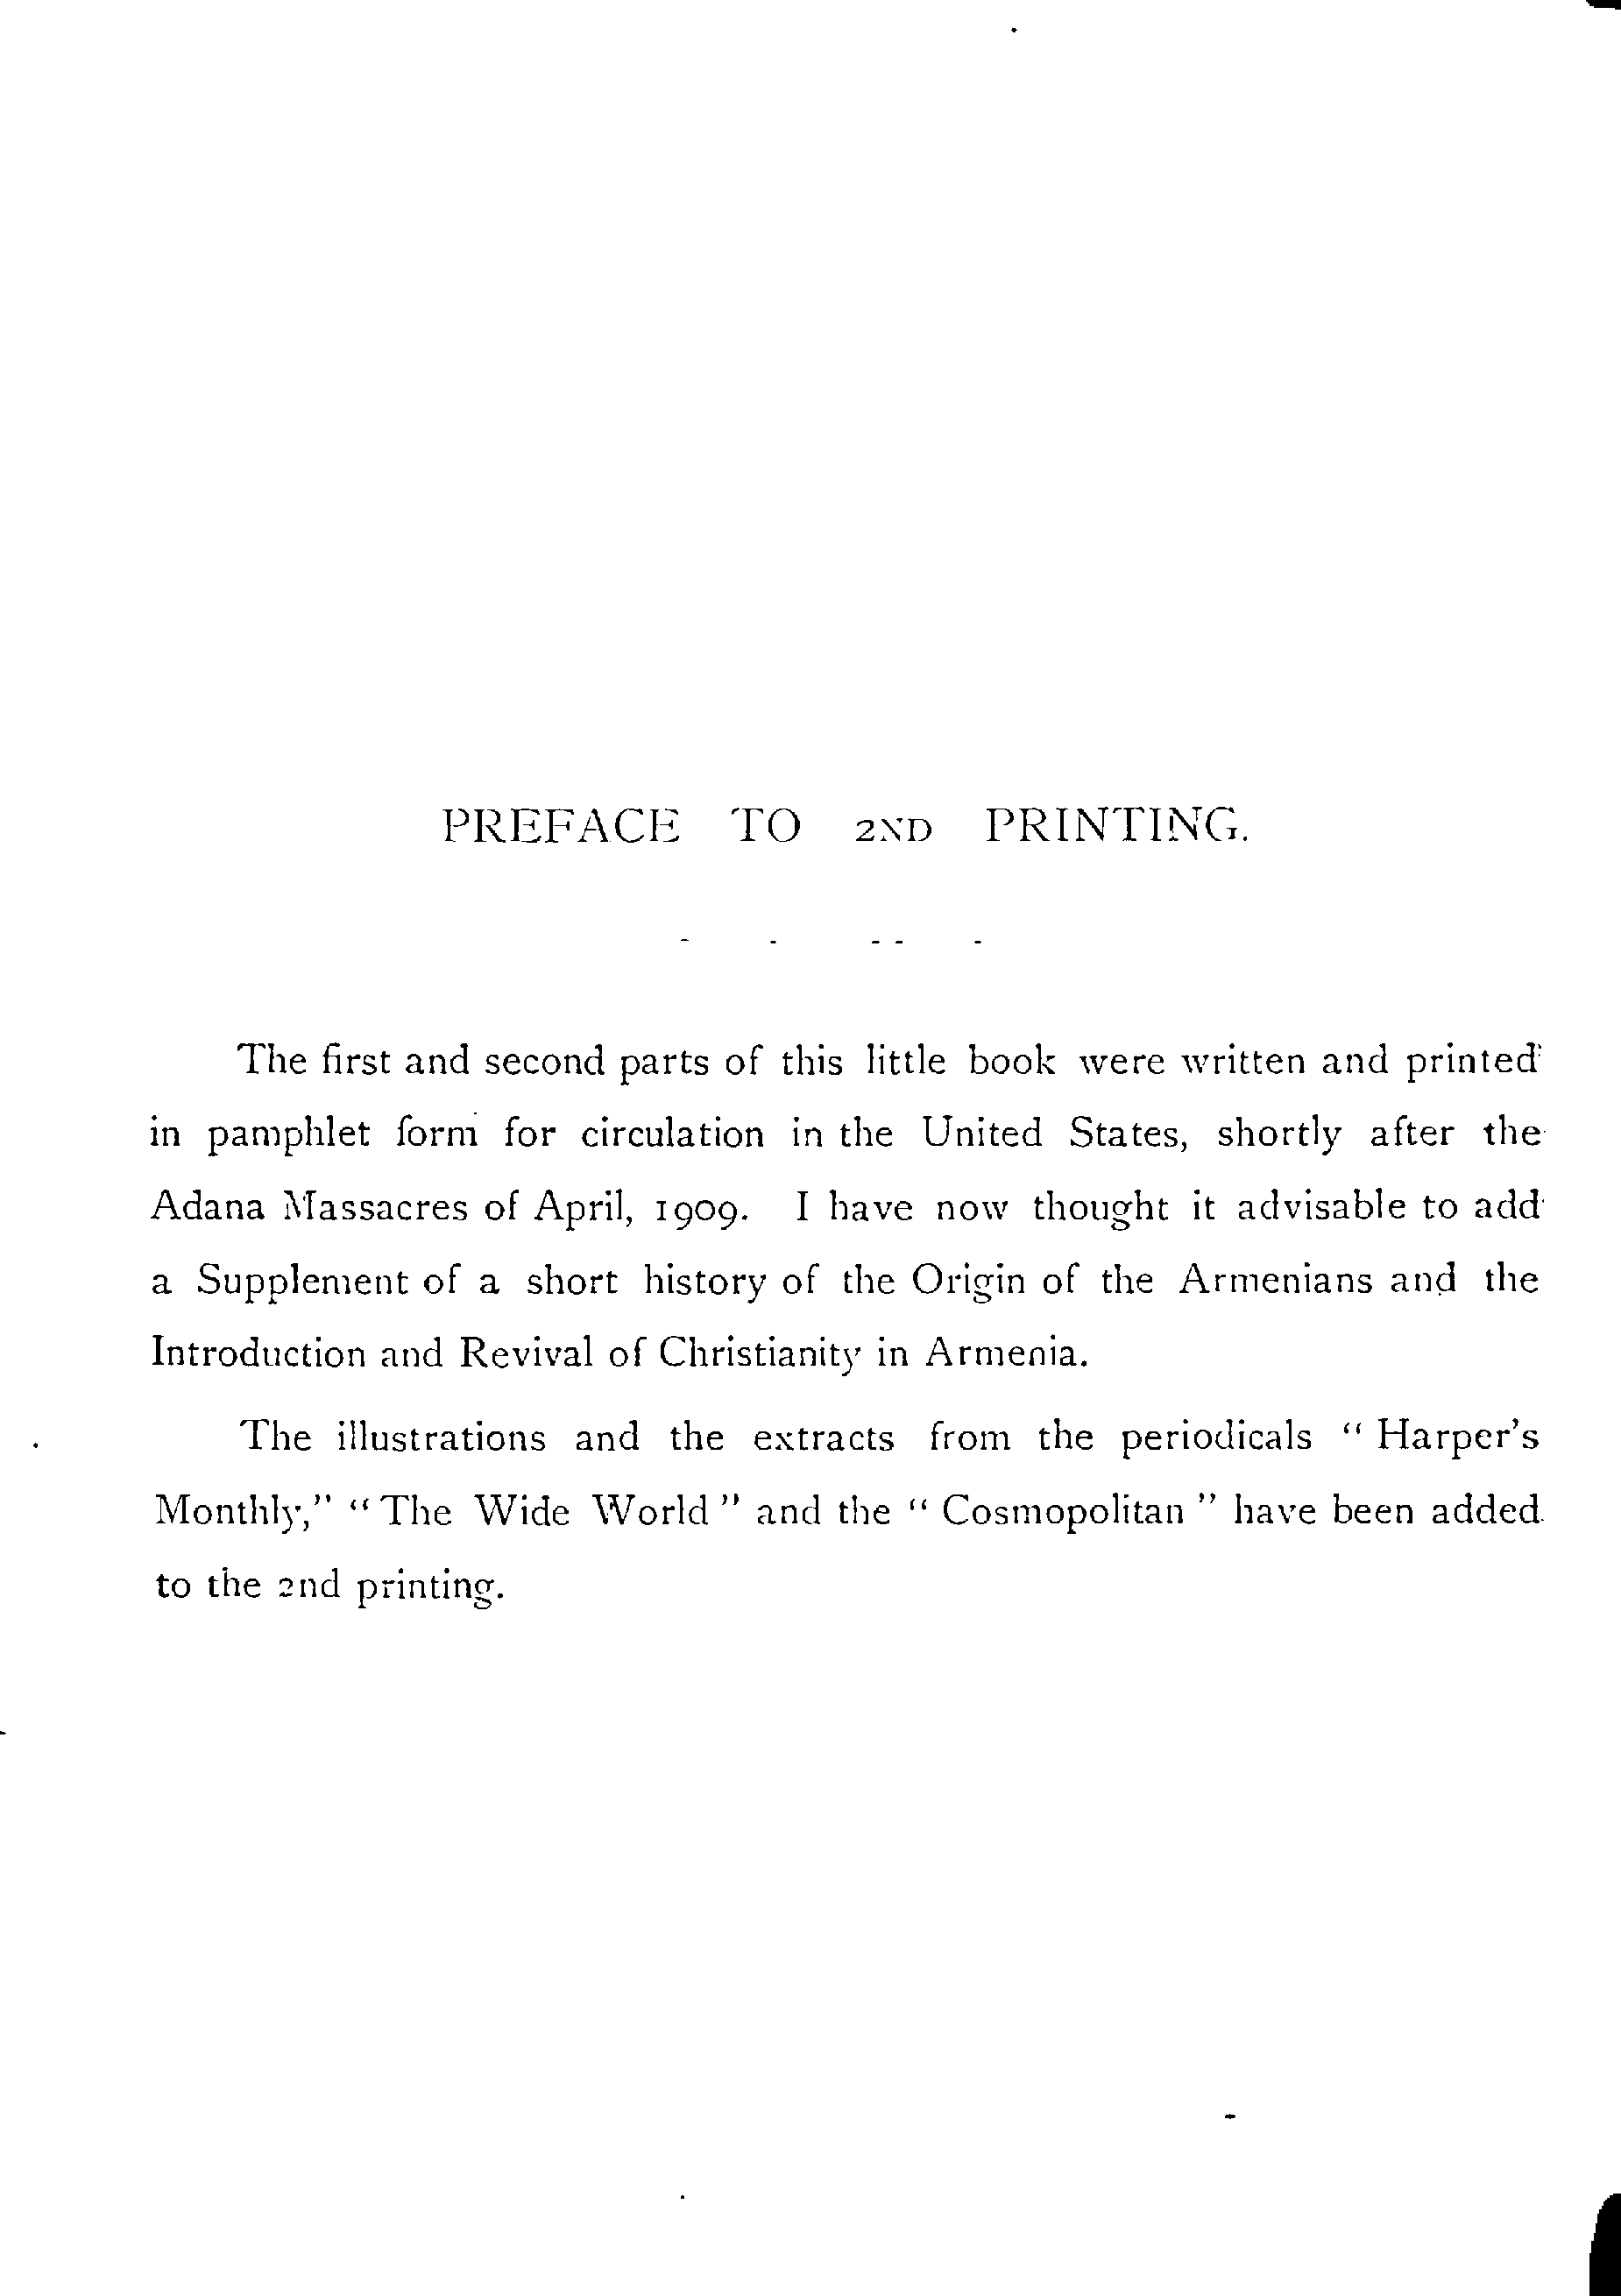 PREFACE TO 2ND PRINTING.
The first and second parts of this little book were written and printed
in pamphlet form for circulation in the United States, shortly after the
Adana Massacres of April, 1909. I have now thought it advisable to add
a Supplement of a short history of the Origin of the Armenians and the
Introduction and Revival of Christianity in Armenia.
The illustrations and the extracts from the periodicals " Harper's
Monthly," " The Wide World " and the " Cosmopolitan " have been added
to the 2nd printing.